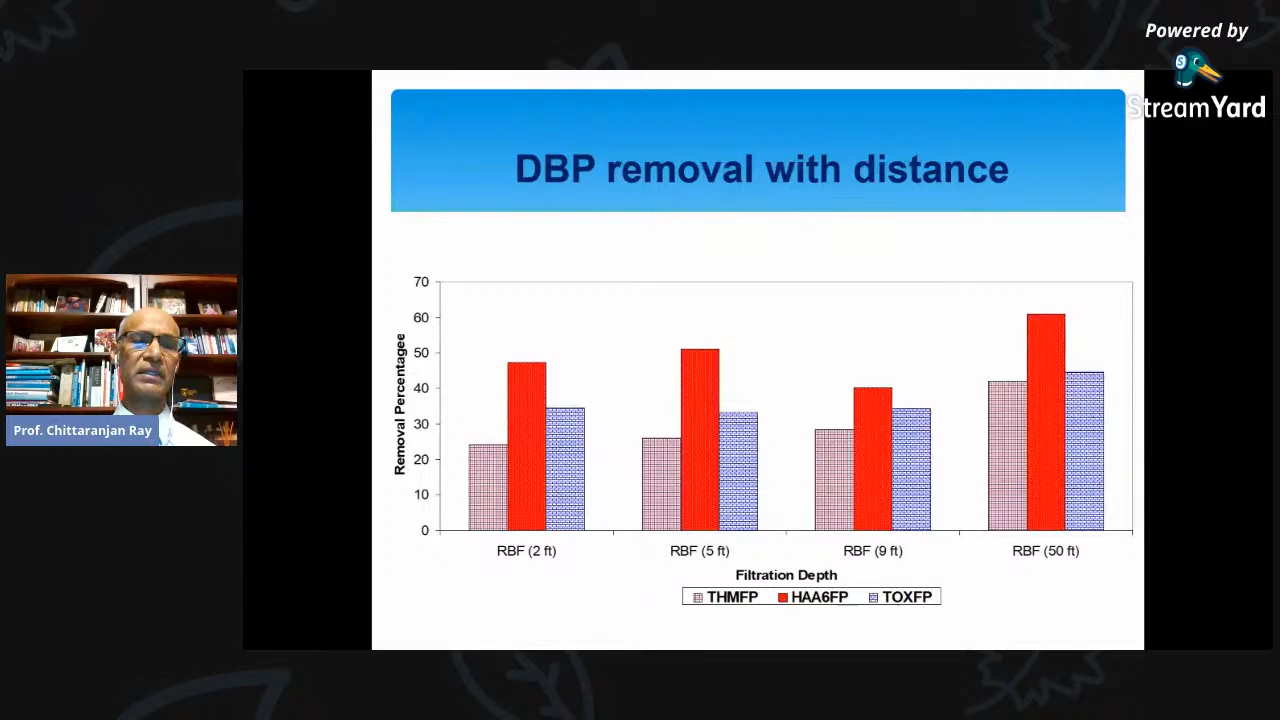 Powered by
StreamYard
DBP removal with distance
70
60
50
40
30
20
10
0
Removal Percentagee
RBF (2 ft) RBF (5 ft) RBF (9 ft) RBF (50 ft)
Filtration Depth
THMFP HAA6FP TOXFP
Prof. Chittaranjan Ray